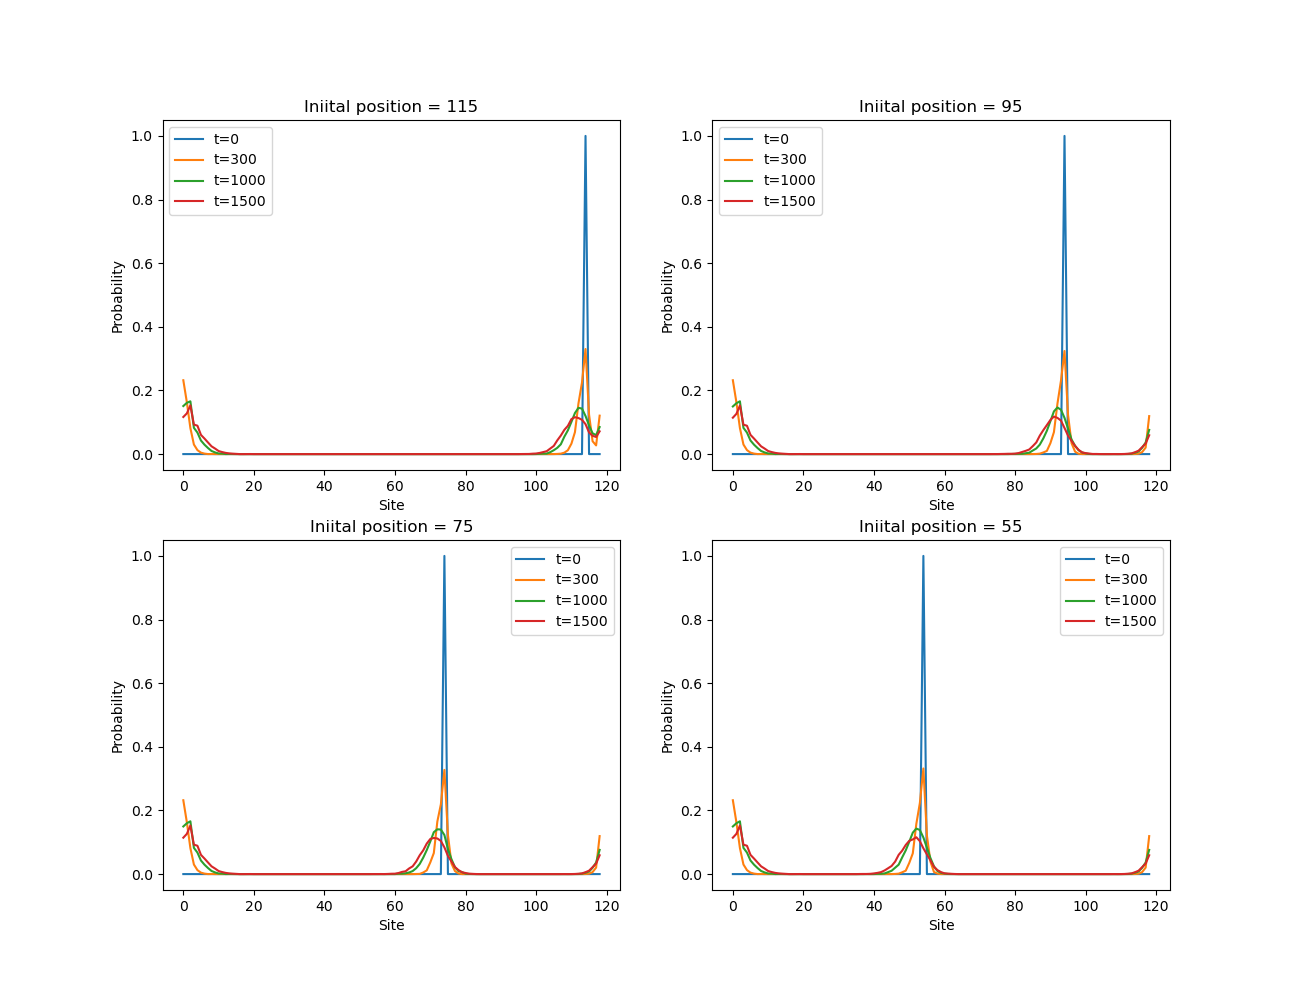 Iniital position = 115
t=0
t=300
t=1000
t=1500
1.0
0.8
0.6
0.4
0.2
0.0
Probability
0 20 40 60 80 100 120
Site
Iniital position = 95
t=0
t=300
t=1000
t=1500
1.0
0.8
0.6
0.4
0.2
0.0
Probability
0 20 40 60 80 100 120
Site
Iniital position = 75
t=0
t=300
t=1000
t=1500
1.0
0.8
0.6
0.4
0.2
0.0
Probability
0 20 40 60 80 100 120
Site
Iniital position = 55
t=0
t=300
t=1000
t=1500
1.0
0.8
0.6
0.4
0.2
0.0
Probability
0 20 40 60 80 100 120
Site